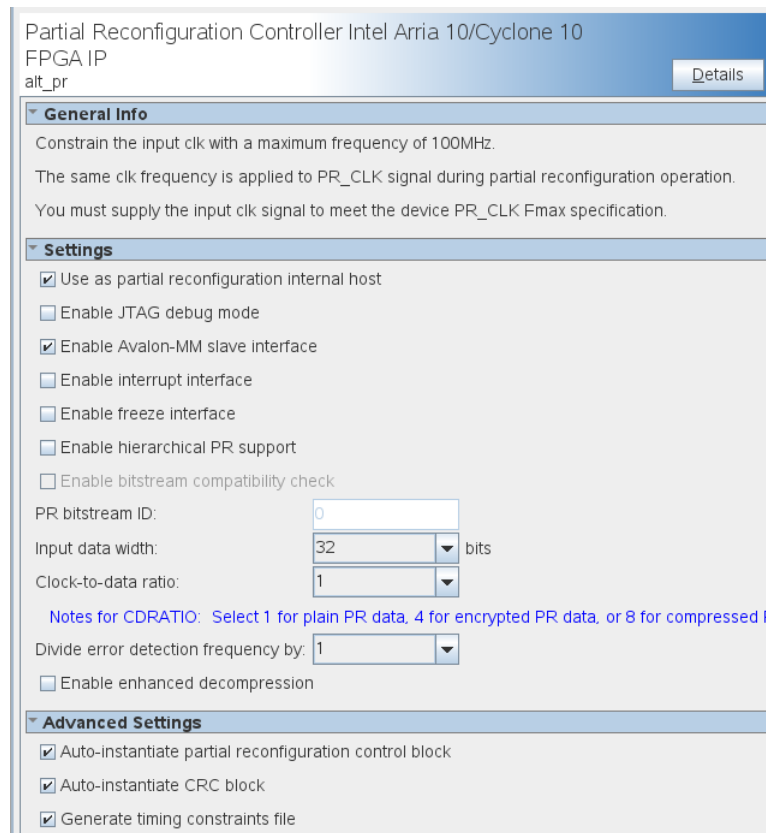 Partial Reconfiguration Controller Intel Arria 10/Cyclone 10
FPGA IP
alt_pr
Details
General Info
Constrain the input clk with a maximum frequency of 100MHz.
The same clk frequency is applied to PR_CLK signal during partial reconfiguration operation.
You must supply the input clk signal to meet the device PR_CLK Fmax specification.
Settings
Use as partial reconfiguration internal host
Enable JTAG debug mode
Enable Avalon-MM slave interface
Enable interrupt interface
Enable freeze interface
Enable hierarchical PR support
Enable bitstream compatibility check
PR bitstream ID: 0
Input data width: 32 bits
Clock-to-data ratio: 1
Notes for CDRATIO: Select 1 for plain PR data, 4 for encrypted PR data, or 8 for compressed
Divide error detection frequency by: 1
Enable enhanced decompression
Advanced Settings
Auto-instantiate partial reconfiguration control block
Auto-instantiate CRC block
Generate timing constraints file